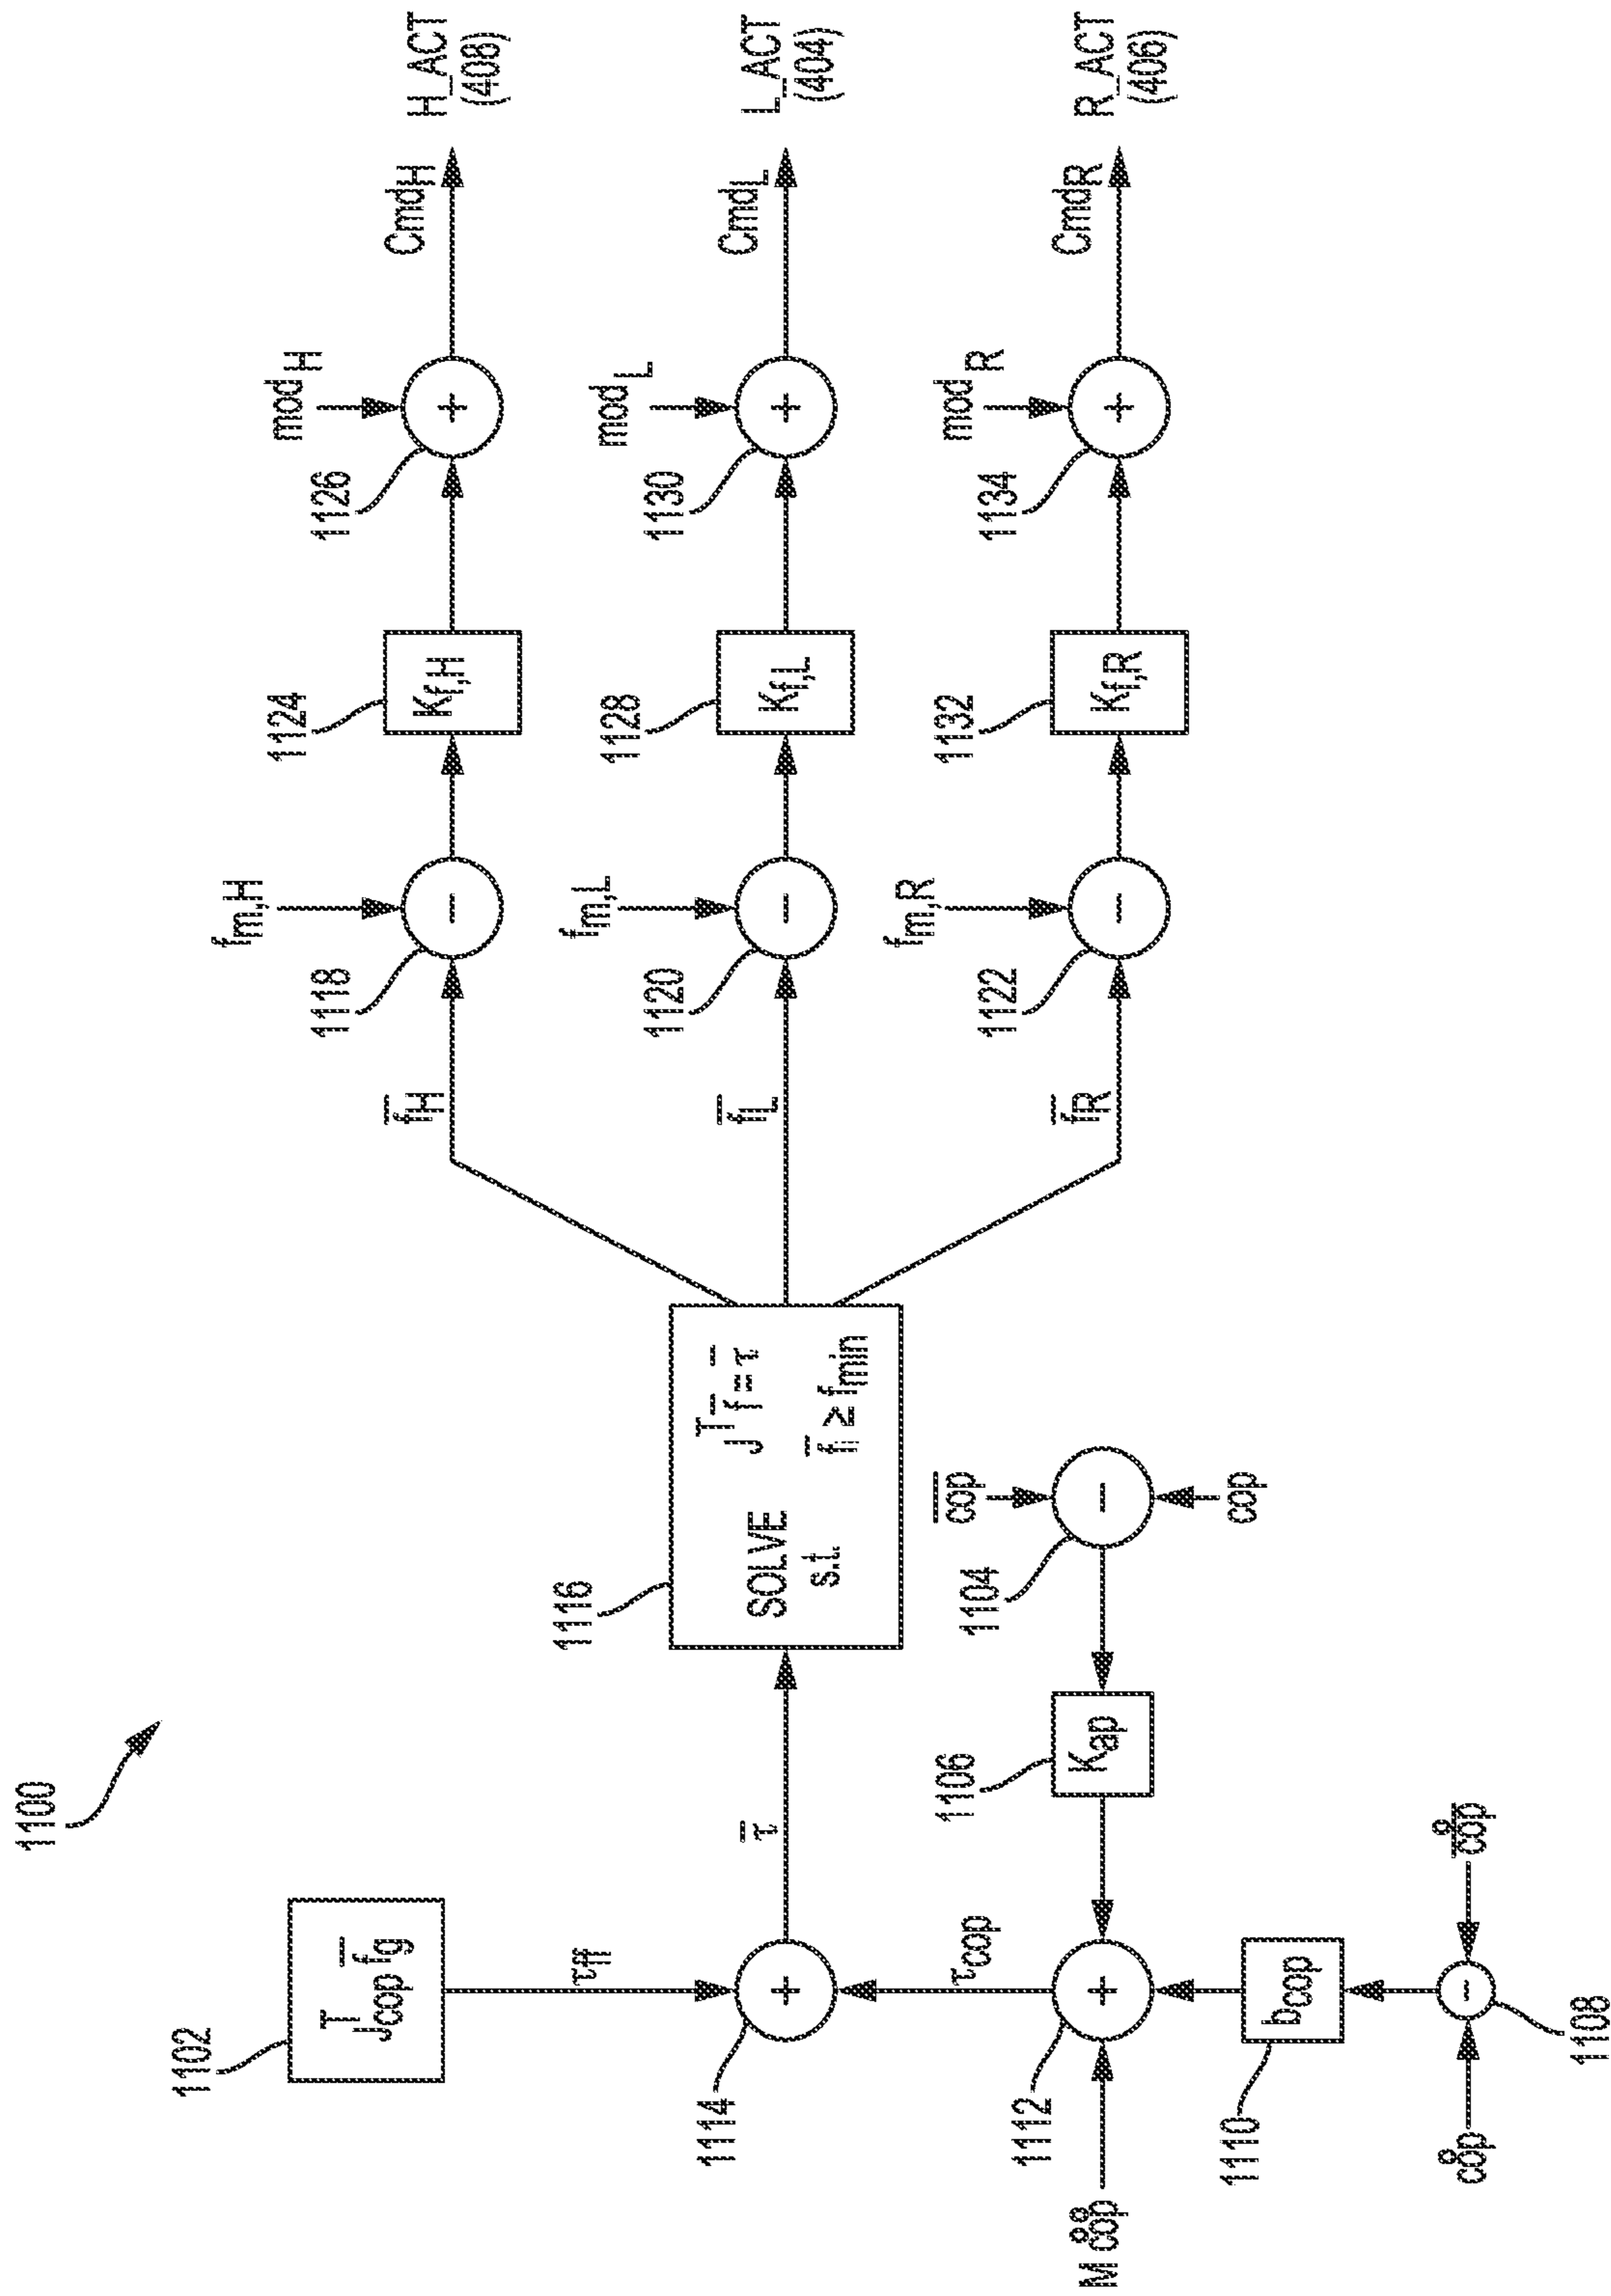 1100
f_m,H
mod_H
1118
1124
1126
f̅_H
K_f,H
+
−
Cmd_H
H_ACT
(408)
1102
J^T_cop f̅_g
τ_ff
1114
+
τ̅
1116
SOLVE J^T f̅ = τ̅
s.t. f̅_i ≥ f_min
f̅_L
f_m,L
1120
−
1128
K_f,L
mod_L
1130
+
Cmd_L
L_ACT
(404)
f̅_R
f_m,R
1122
−
1132
K_f,R
mod_R
1134
+
Cmd_R
R_ACT
(406)
τ_cop
1112
+
M c̈op
1106
K_ap
1104
−
c̅o̅p̅
cop
1110
b_cop
1108
−
ċop
c̅̇o̅p̅